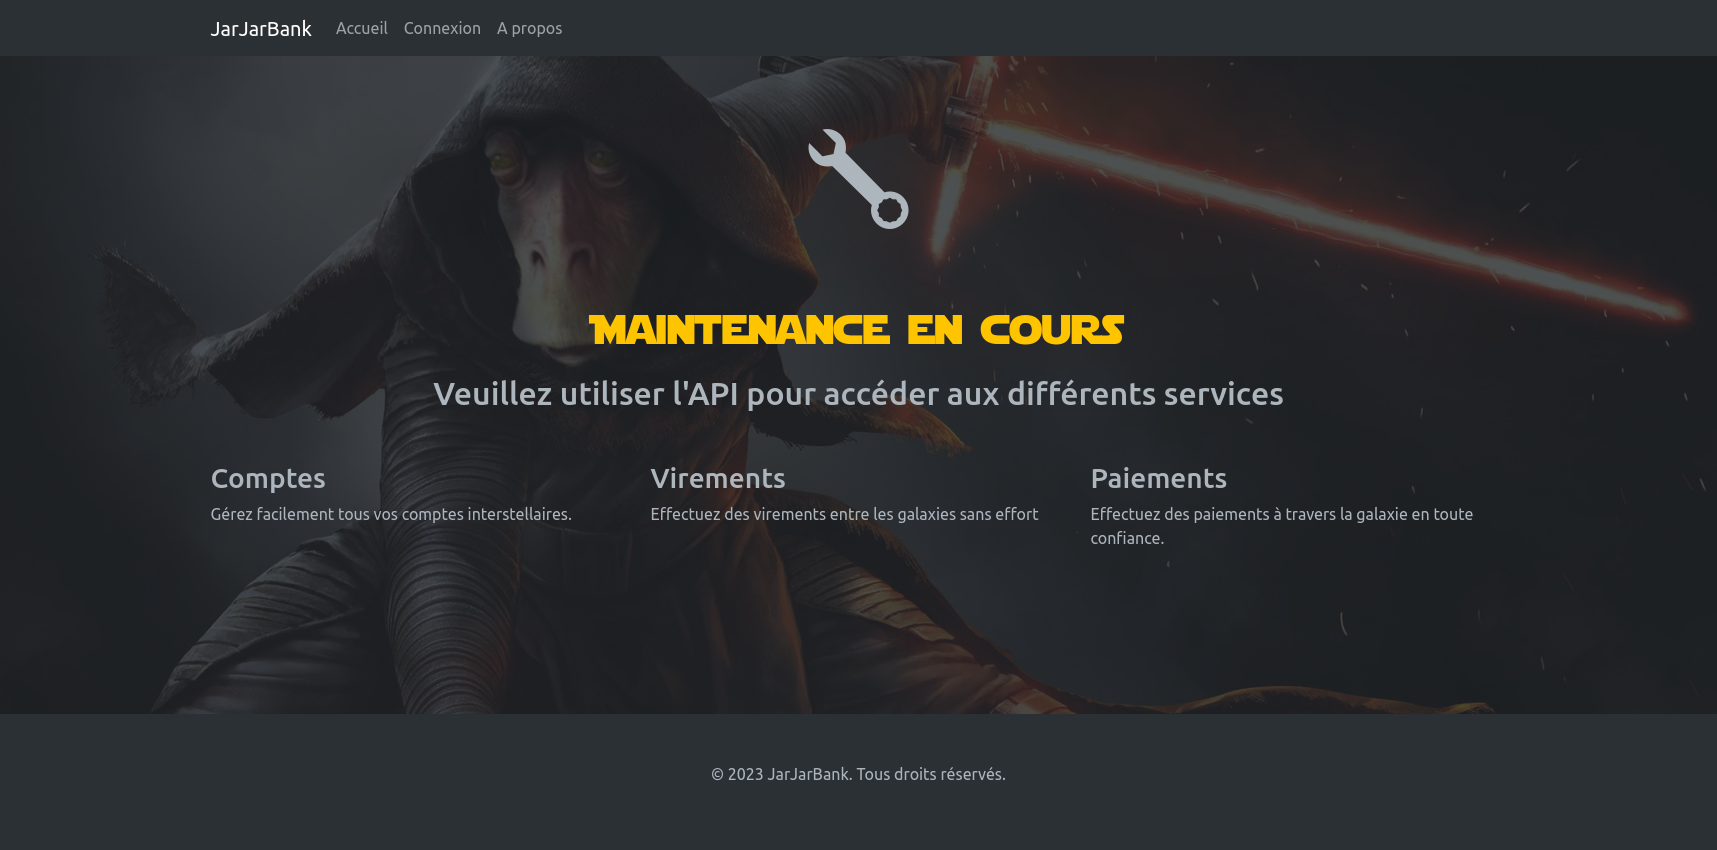 JarJarBank Accueil Connexion A propos
MAINTENANCE EN COURS
Veuillez utiliser l'API pour accéder aux différents services
Comptes
Gérez facilement tous vos comptes interstellaires.
Virements
Effectuez des virements entre les galaxies sans effort
Paiements
Effectuez des paiements à travers la galaxie en toute
confiance.
© 2023 JarJarBank. Tous droits réservés.